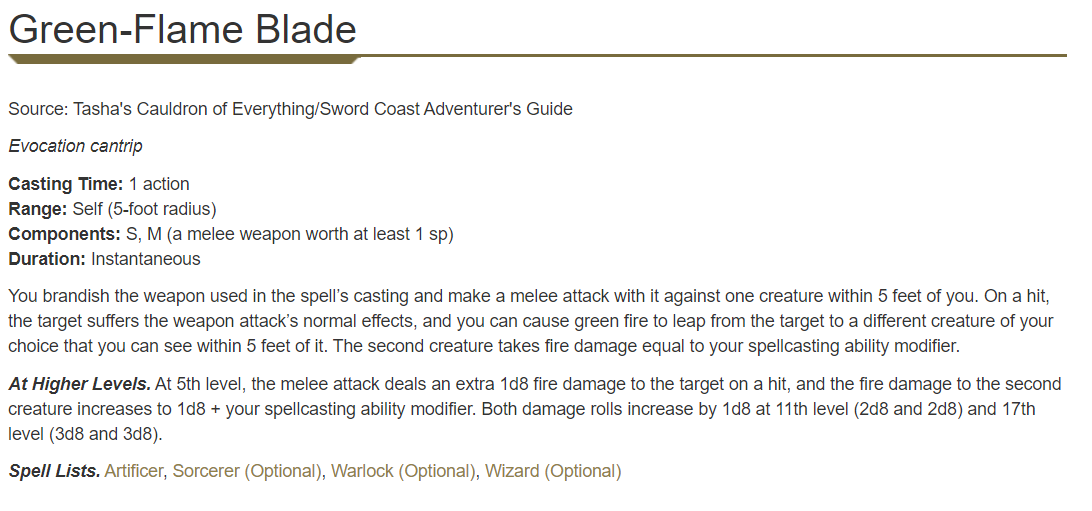 Green-Flame Blade
Source: Tasha's Cauldron of Everything/Sword Coast Adventurer's Guide
Evocation cantrip
Casting Time: 1 action
Range: Self (5-foot radius)
Components: S, M (a melee weapon worth at least 1 sp)
Duration: Instantaneous
You brandish the weapon used in the spell’s casting and make a melee attack with it against one creature within 5 feet of you. On a hit,
the target suffers the weapon attack’s normal effects, and you can cause green fire to leap from the target to a different creature of your
choice that you can see within 5 feet of it. The second creature takes fire damage equal to your spellcasting ability modifier.
At Higher Levels. At 5th level, the melee attack deals an extra 1d8 fire damage to the target on a hit, and the fire damage to the second
creature increases to 1d8 + your spellcasting ability modifier. Both damage rolls increase by 1d8 at 11th level (2d8 and 2d8) and 17th
level (3d8 and 3d8).
Spell Lists. Artificer, Sorcerer (Optional), Warlock (Optional), Wizard (Optional)